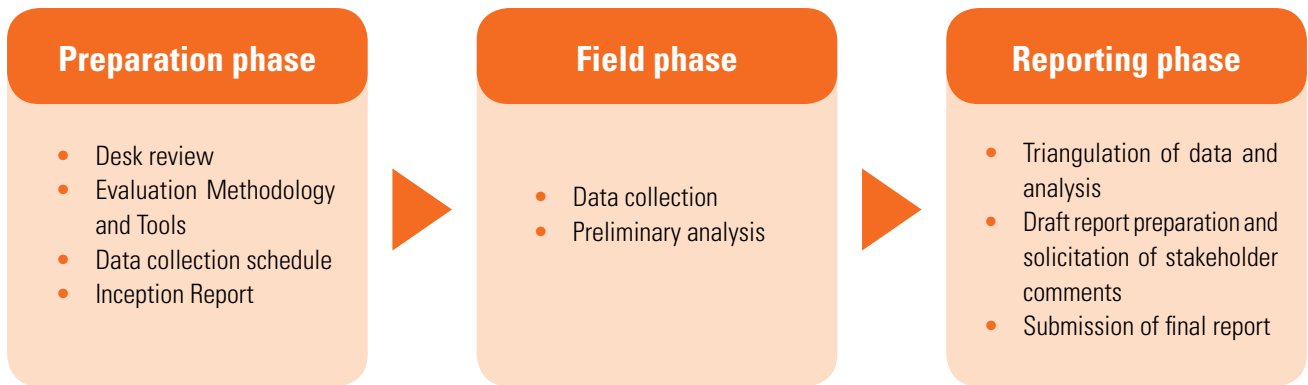 Preparation phase
• Desk review
• Evaluation Methodology
and Tools
• Data collection schedule
• Inception Report
Field phase
• Data collection
• Preliminary analysis
Reporting phase
• Triangulation of data and
analysis
• Draft report preparation and
solicitation of stakeholder
comments
• Submission of final report